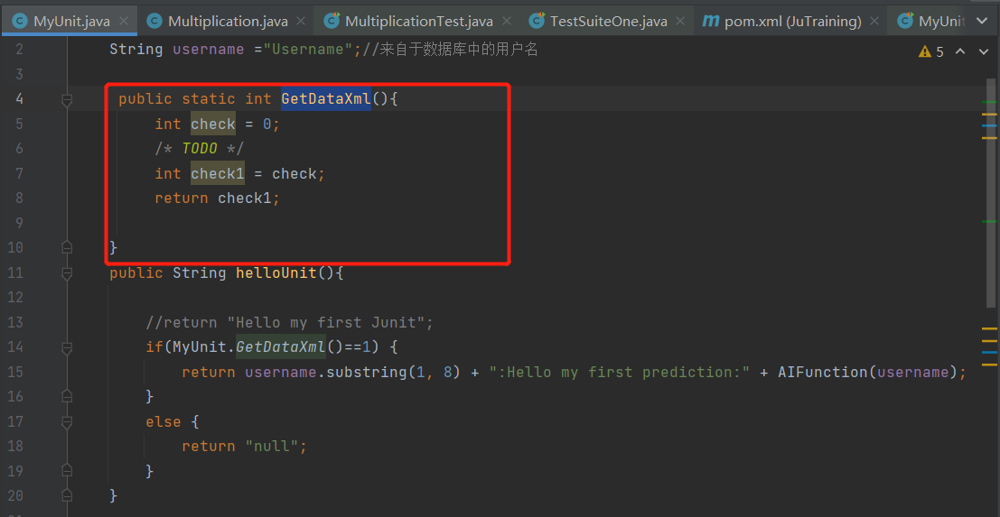 MyUnit.java × Multiplication.java × MultiplicationTest.java × TestSuiteOne.java × m pom.xml (JuTraining) × MyUnit
2 String username ="Username";//来自于数据库中的用户名 5
3
4 public static int GetDataXml(){
5 int check = 0;
6 /* TODO */
7 int check1 = check;
8 return check1;
9
10 }
11 public String helloUnit(){
12
13 //return "Hello my first Junit";
14 if(MyUnit.GetDataXml()==1) {
15 return username.substring(1, 8) + ":Hello my first prediction:" + AIFunction(username);
16 }
17 else {
18 return "null";
19 }
20 }